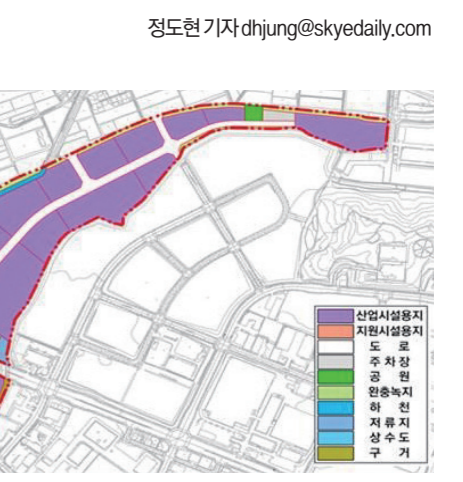 정도현 기자 dhjung@skyedaily.com
산업시설용지
지원시설용지
도 로
주 차 장
공 원
완충녹지
하 천
저 류 지
상 수 도
구 거